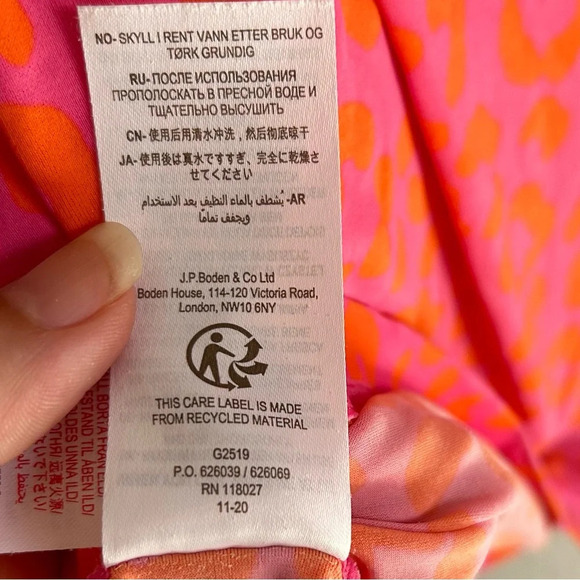 NO- SKYLL I RENT VANN ETTER BRUK OG
TØRK GRUNDIG
RU- ПОСЛЕ ИСПОЛЬЗОВАНИЯ
ПРОПОЛОСКАТЬ В ПРЕСНОЙ ВОДЕ И
ТЩАТЕЛЬНО ВЫСУШИТЬ
CN- 使用后用清水冲洗，然后彻底晾干
JA- 使用後は真水ですすぎ、完全に乾燥さ
せてください
AR- يُشطف بالماء النظيف بعد الاستخدام
ويجفف تمامًا
J.P.Boden & Co Ltd
Boden House, 114-120 Victoria Road,
London, NW10 6NY
THIS CARE LABEL IS MADE
FROM RECYCLED MATERIAL
G2519
P.O. 626039 / 626069
RN 118027
11-20